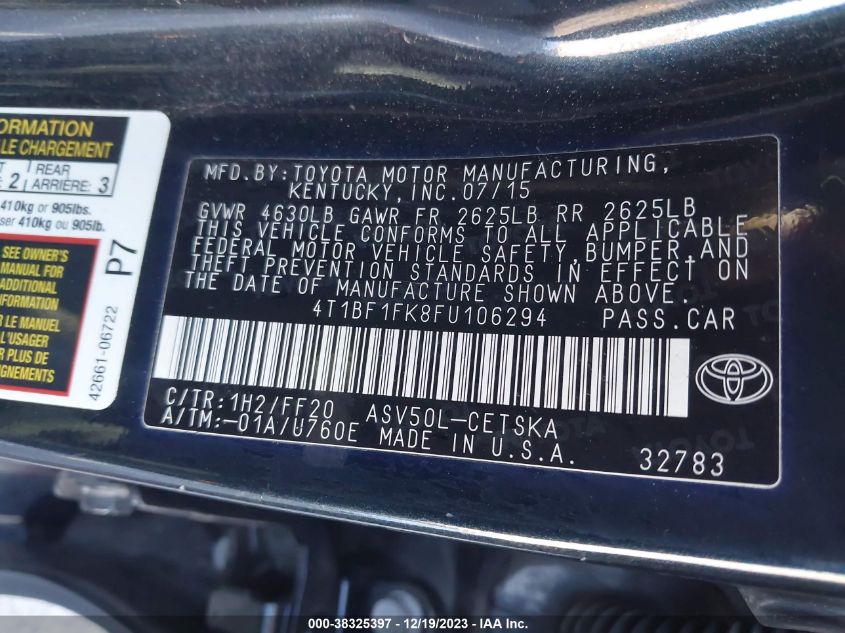 ORMATION
LE CHARGEMENT
2 REAR
ARRIÈRE: 3
410kg or 905lbs.
ser 410kg ou 905lb.
SEE OWNER'S
MANUAL FOR
ADDITIONAL
INFORMATION
R LE MANUEL
L'USAGER
IGNEMENTS
P7
42661-06722
MFD.BY:TOYOTA MOTOR MANUFACTURING,
KENTUCKY,INC.07/15
GVWR 4630LB GAWR FR 2625LB RR 2625LB
THIS VEHICLE CONFORMS TO ALL APPLICABLE
FEDERAL MOTOR VEHICLE SAFETY,BUMPER,AND
THEFT PREVENTION STANDARDS IN EFFECT ON
THE DATE OF MANUFACTURE SHOWN ABOVE.
4T1BF1FK8FU106294 PASS.CAR
C/TR:1H2/FF20 ASV50L-CETSKA
A/TM:-01A/U760E MADE IN U.S.A.
32783
000-38325397 - 12/19/2023 - IAA Inc.